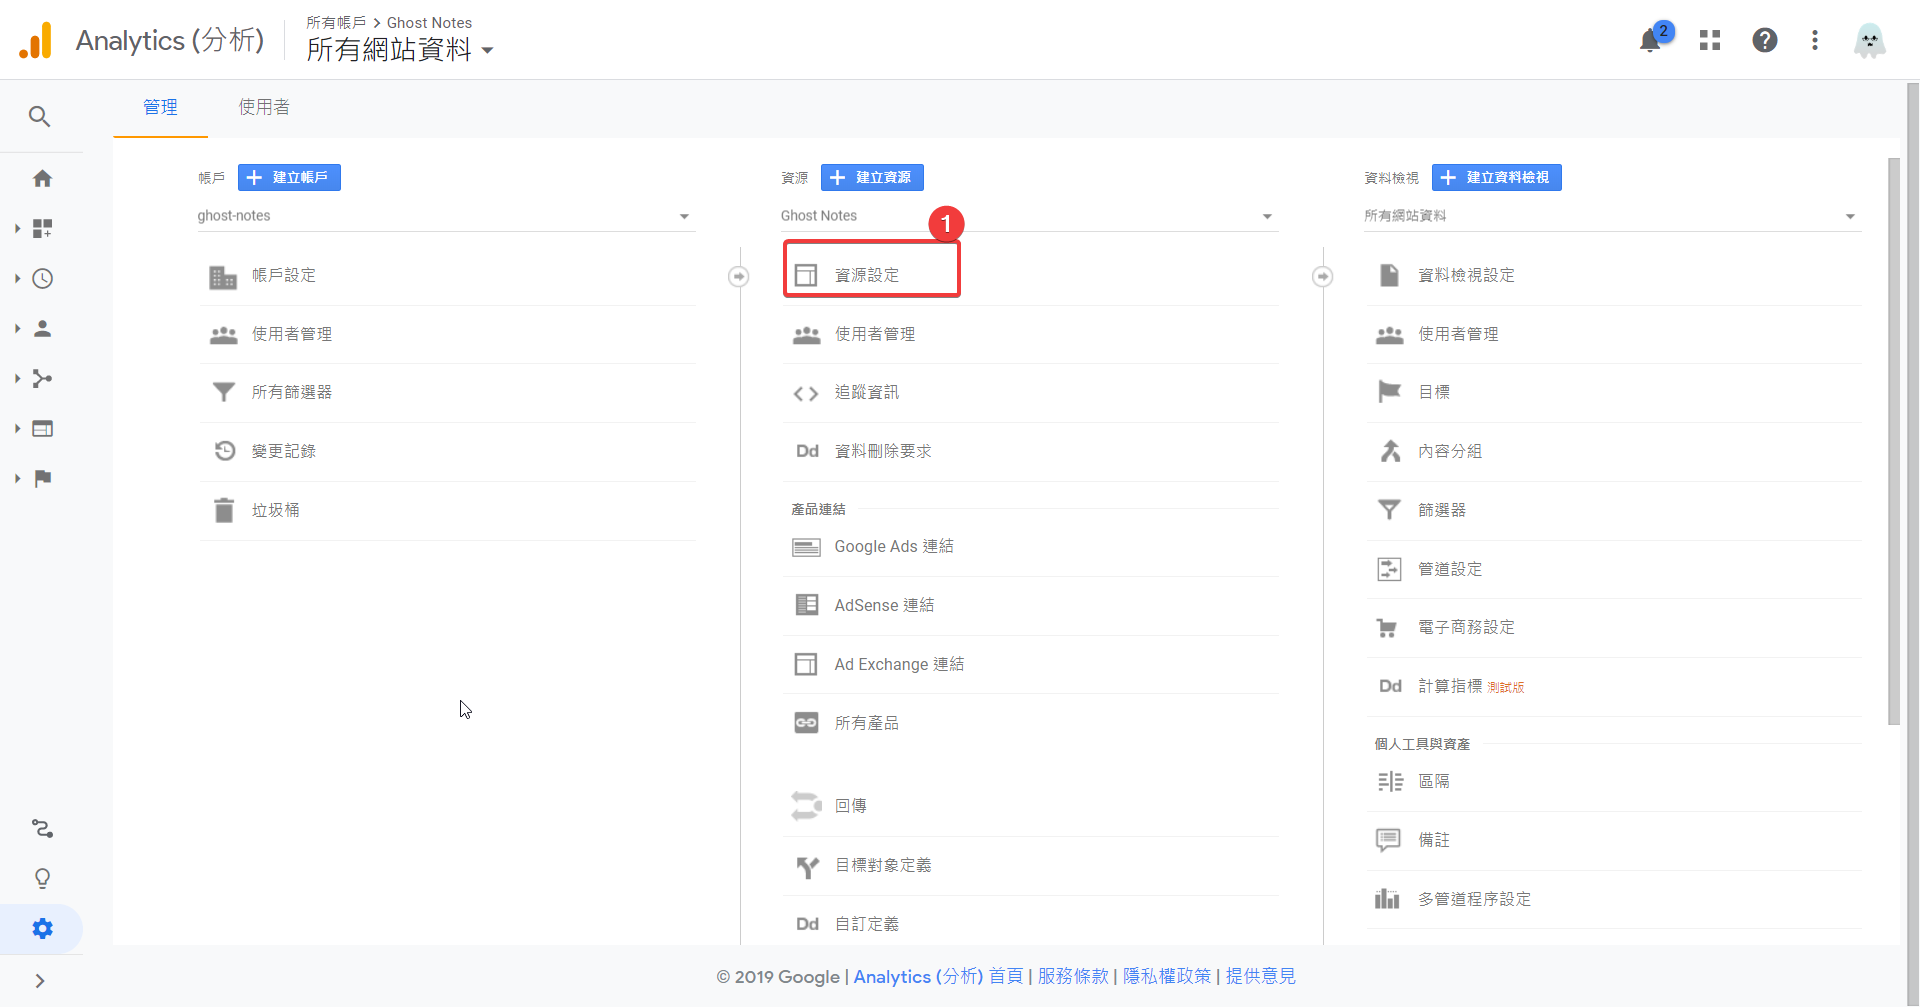 Analytics (分析)
所有帳戶 > Ghost Notes
所有網站資料
2
管理
使用者
帳戶
建立帳戶
ghost-notes
帳戶設定
使用者管理
所有篩選器
變更記錄
垃圾桶
資源
建立資源
Ghost Notes
1
資源設定
使用者管理
追蹤資訊
Dd 資料刪除要求
產品連結
Google Ads 連結
AdSense 連結
Ad Exchange 連結
所有產品
回傳
目標對象定義
Dd 自訂定義
資料檢視
建立資料檢視
所有網站資料
資料檢視設定
使用者管理
目標
內容分組
篩選器
管道設定
電子商務設定
Dd 計算指標 測試版
個人工具與資產
區隔
備註
多管道程序設定
© 2019 Google | Analytics (分析) 首頁 | 服務條款 | 隱私權政策 | 提供意見